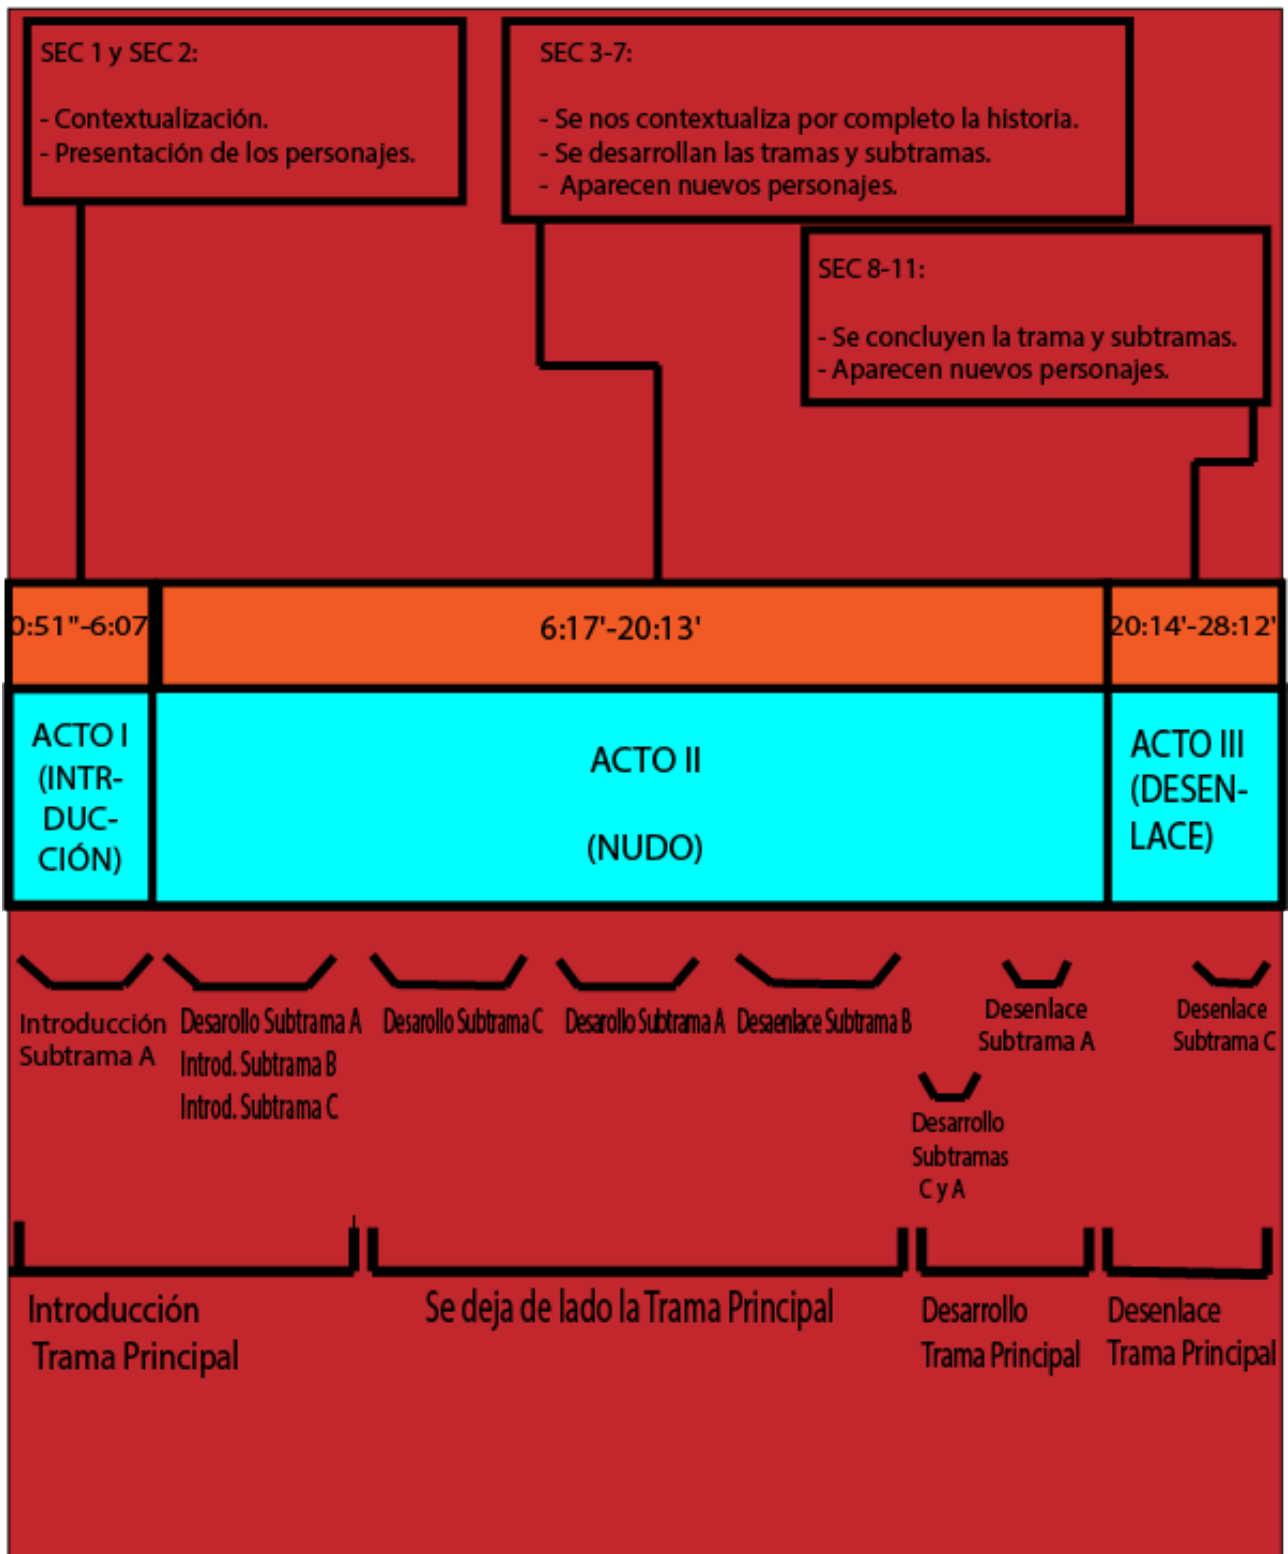 SEC 1 y SEC 2:
- Contextualización.
- Presentación de los personajes.
SEC 3-7:
- Se nos contextualiza por completo la historia.
- Se desarrollan las tramas y subtramas.
- Aparecen nuevos personajes.
SEC 8-11:
- Se concluyen la trama y subtramas.
- Aparecen nuevos personajes.
0:51"-6:07
6:17'-20:13'
20:14'-28:12'
ACTO I
(INTR-
DUC-
CIÓN)
ACTO II
(NUDO)
ACTO III
(DESEN-
LACE)
Introducción
Subtrama A
Desarollo Subtrama A
Introd. Subtrama B
Introd. Subtrama C
Desarollo Subtrama C
Desarollo Subtrama A
Desaenlace Subtrama B
Desenlace
Subtrama A
Desenlace
Subtrama C
Desarrollo
Subtramas
C y A
Introducción
Trama Principal
Se deja de lado la Trama Principal
Desarrollo
Trama Principal
Desenlace
Trama Principal